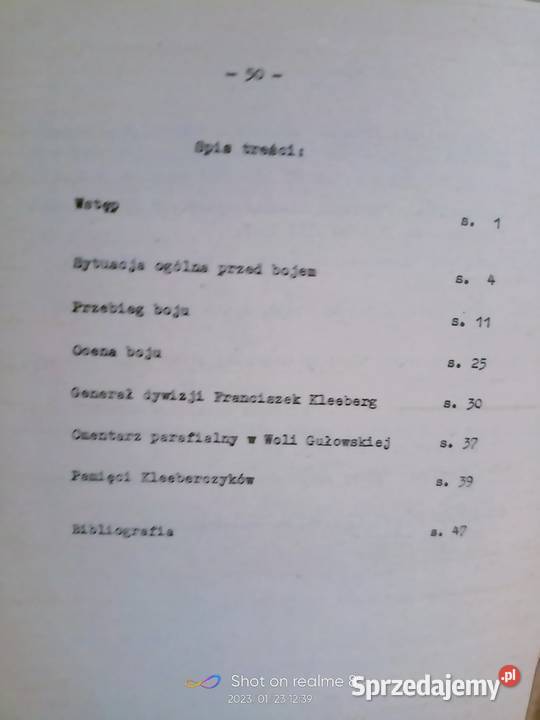 - 50 -
Spis treści:
Wstęp s. 1
Sytuacja ogólna przed bojem s. 4
Przebieg boju s. 11
Ocena boju s. 25
Generał dywizji Franciszek Kleeberg s. 30
Cmentarz parafialny w Woli Gułowskiej s. 37
Pamięci Kleeberczyków s. 39
Bibliografia s. 47
Shot on realme 8
2023.01.23 12:39
Sprzedajemy.pl